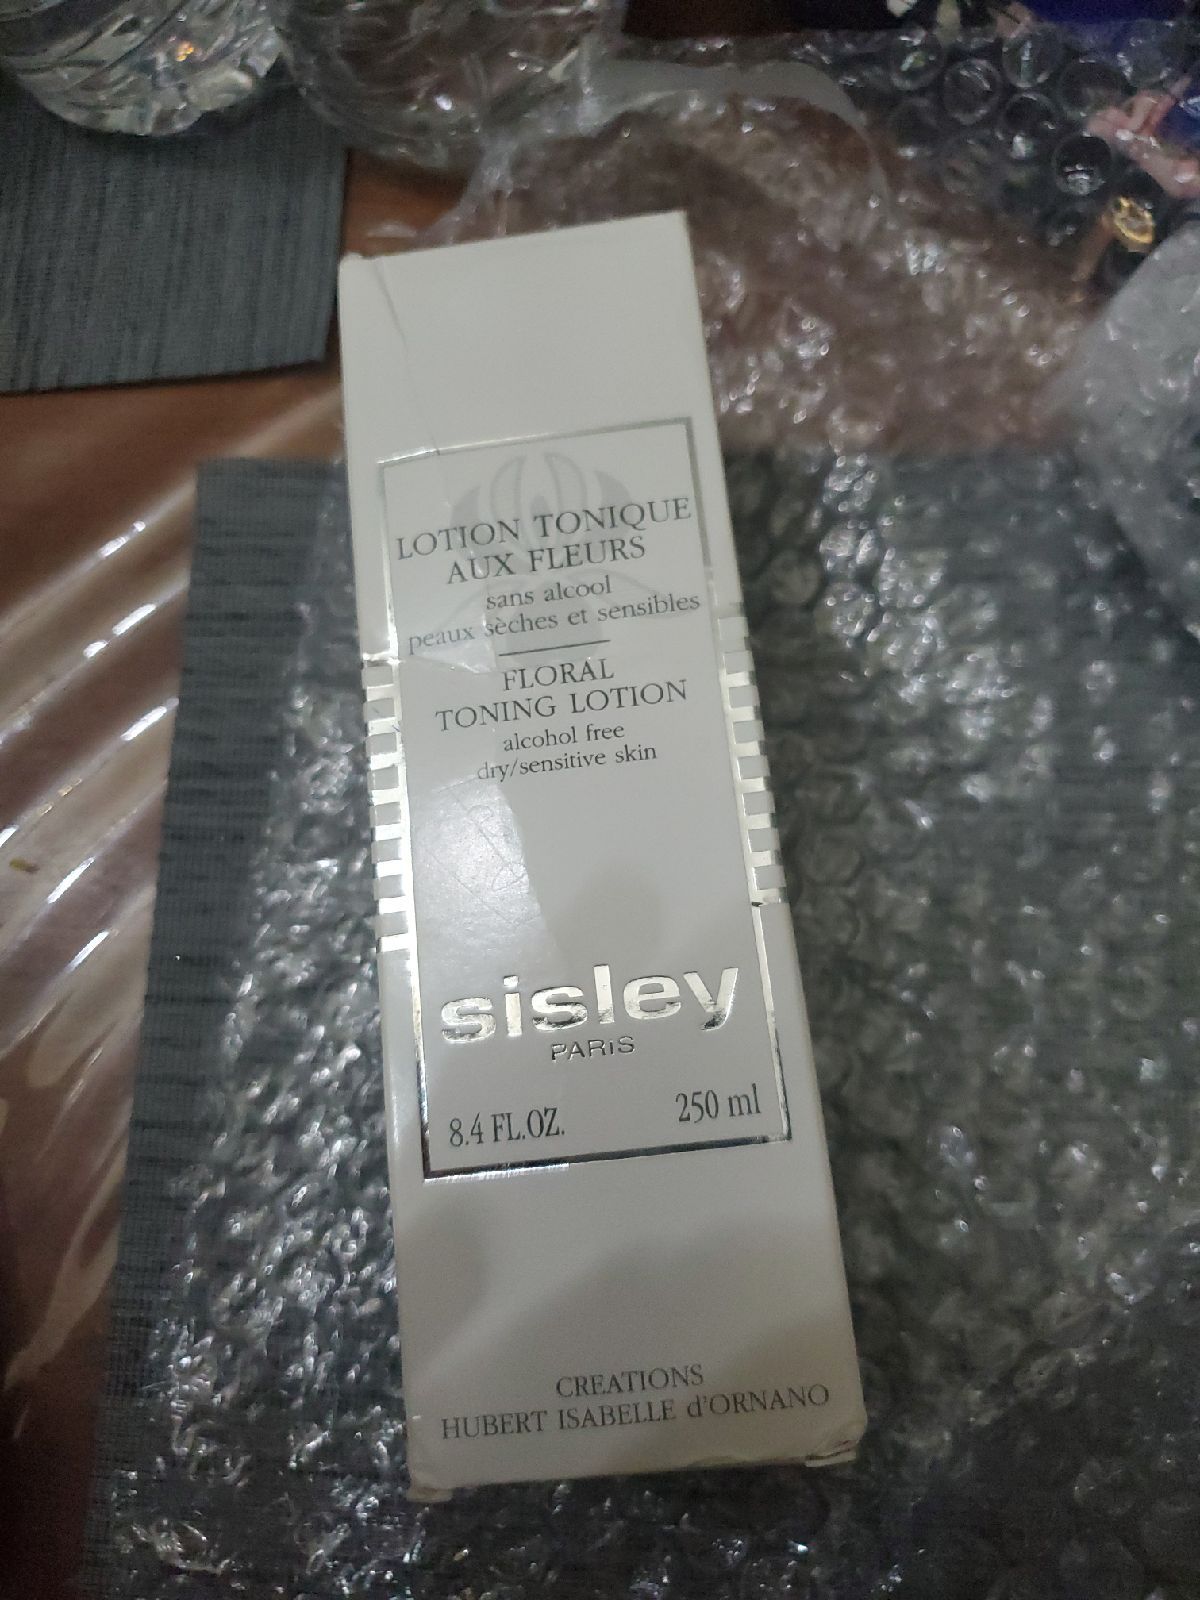 LOTION TONIQUE
AUX FLEURS
sans alcool
peaux sèches et sensibles
FLORAL
TONING LOTION
alcohol free
dry/sensitive skin
sisley
PARiS
8.4 FL.OZ. 250 ml
CREATIONS
HUBERT ISABELLE d'ORNANO